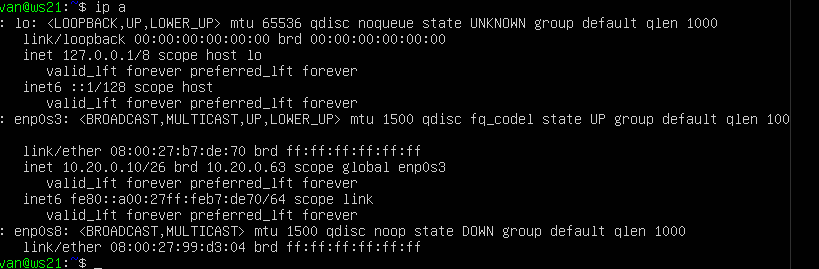 van@ws21:~$ ip a
: lo: <LOOPBACK,UP,LOWER_UP> mtu 65536 qdisc noqueue state UNKNOWN group default qlen 1000
link/loopback 00:00:00:00:00:00 brd 00:00:00:00:00:00
inet 127.0.0.1/8 scope host lo
valid_lft forever preferred_lft forever
inet6 ::1/128 scope host
valid_lft forever preferred_lft forever
: enp0s3: <BROADCAST,MULTICAST,UP,LOWER_UP> mtu 1500 qdisc fq_codel state UP group default qlen 100
link/ether 08:00:27:b7:de:70 brd ff:ff:ff:ff:ff:ff
inet 10.20.0.10/26 brd 10.20.0.63 scope global enp0s3
valid_lft forever preferred_lft forever
inet6 fe80::a00:27ff:feb7:de70/64 scope link
valid_lft forever preferred_lft forever
: enp0s8: <BROADCAST,MULTICAST> mtu 1500 qdisc noop state DOWN group default qlen 1000
link/ether 08:00:27:99:d3:04 brd ff:ff:ff:ff:ff:ff
van@ws21:~$ _